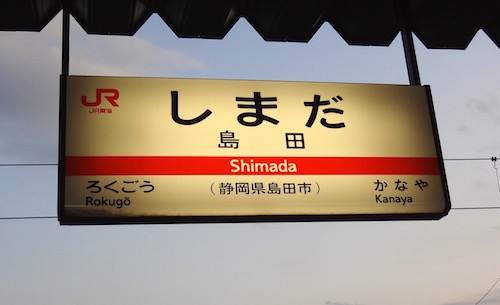 JR
JR東海
しまだ
島田
Shimada
ろくごう
Rokugō
(静岡県島田市)
かなや
Kanaya